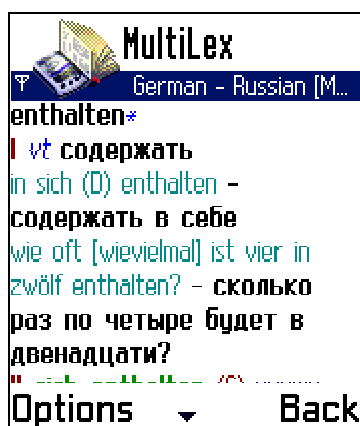 MultiLex
German - Russian [M...
enthalten*
I vt содержать
in sich (D) enthalten -
содержать в себе
wie oft [wievielmal] ist vier in
zwölf enthalten? - сколько
раз по четыре будет в
двенадцати?
Options Back